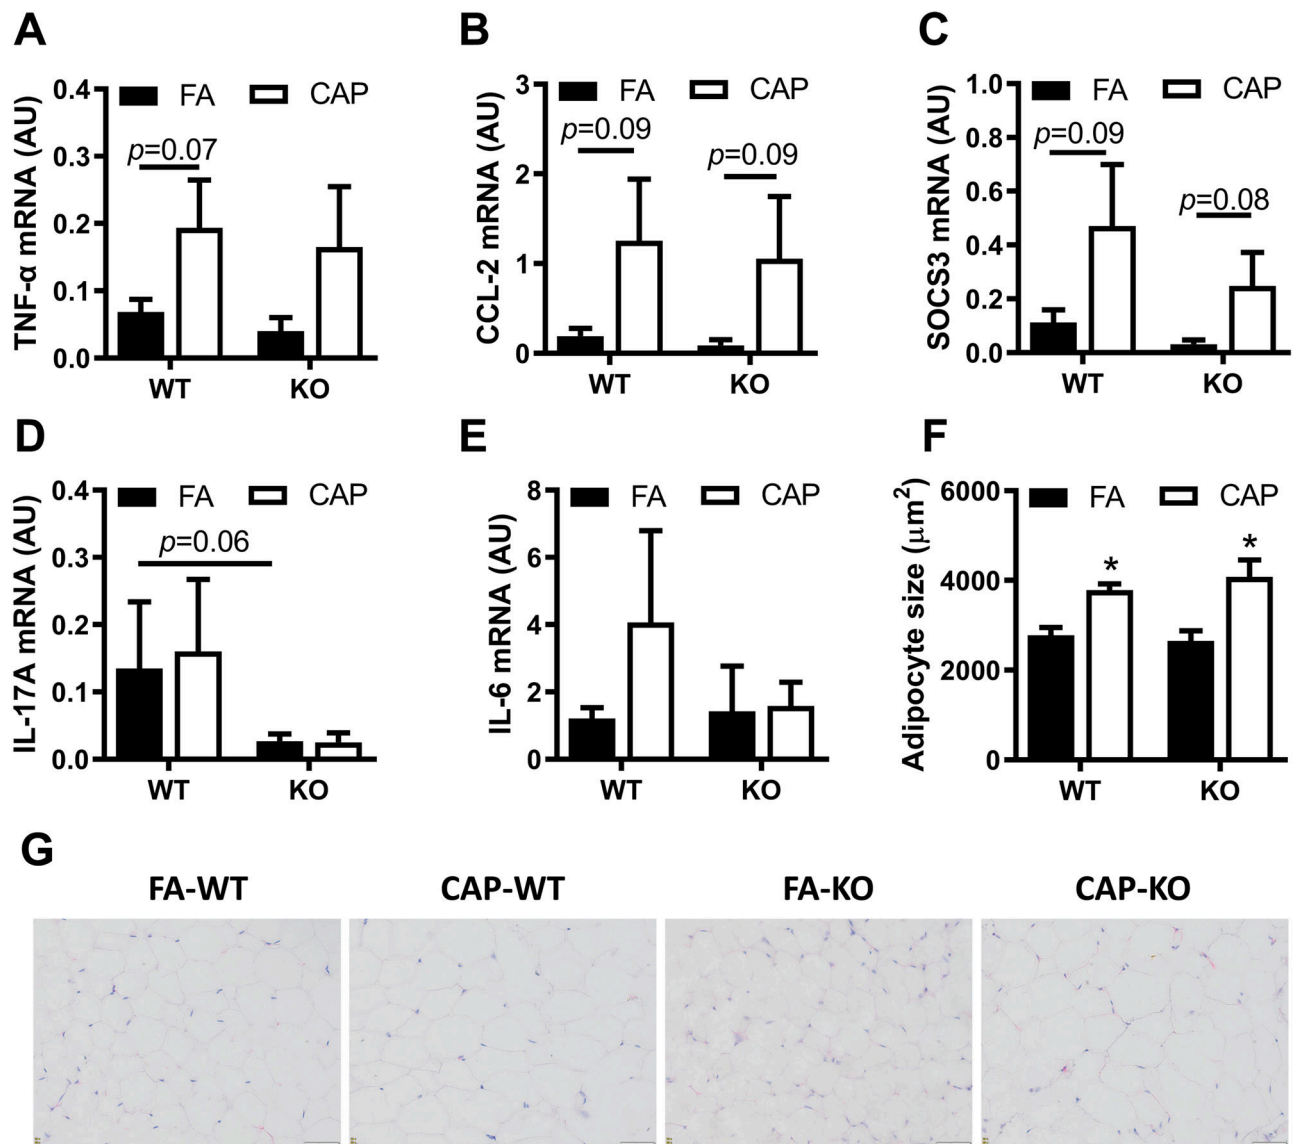 A
TNF-α mRNA (AU)
0.4
0.3
0.2
0.1
0.0
FA CAP
p=0.07
WT KO
B
CCL-2 mRNA (AU)
3
2
1
0
FA CAP
p=0.09
p=0.09
WT KO
C
SOCS3 mRNA (AU)
1.0
0.8
0.6
0.4
0.2
0.0
FA CAP
p=0.09
p=0.08
WT KO
D
IL-17A mRNA (AU)
0.4
0.3
0.2
0.1
0.0
FA CAP
p=0.06
WT KO
E
IL-6 mRNA (AU)
8
6
4
2
0
FA CAP
WT KO
F
Adipocyte size (μm²)
6000
4000
2000
0
FA CAP
* *
WT KO
G
FA-WT CAP-WT FA-KO CAP-KO